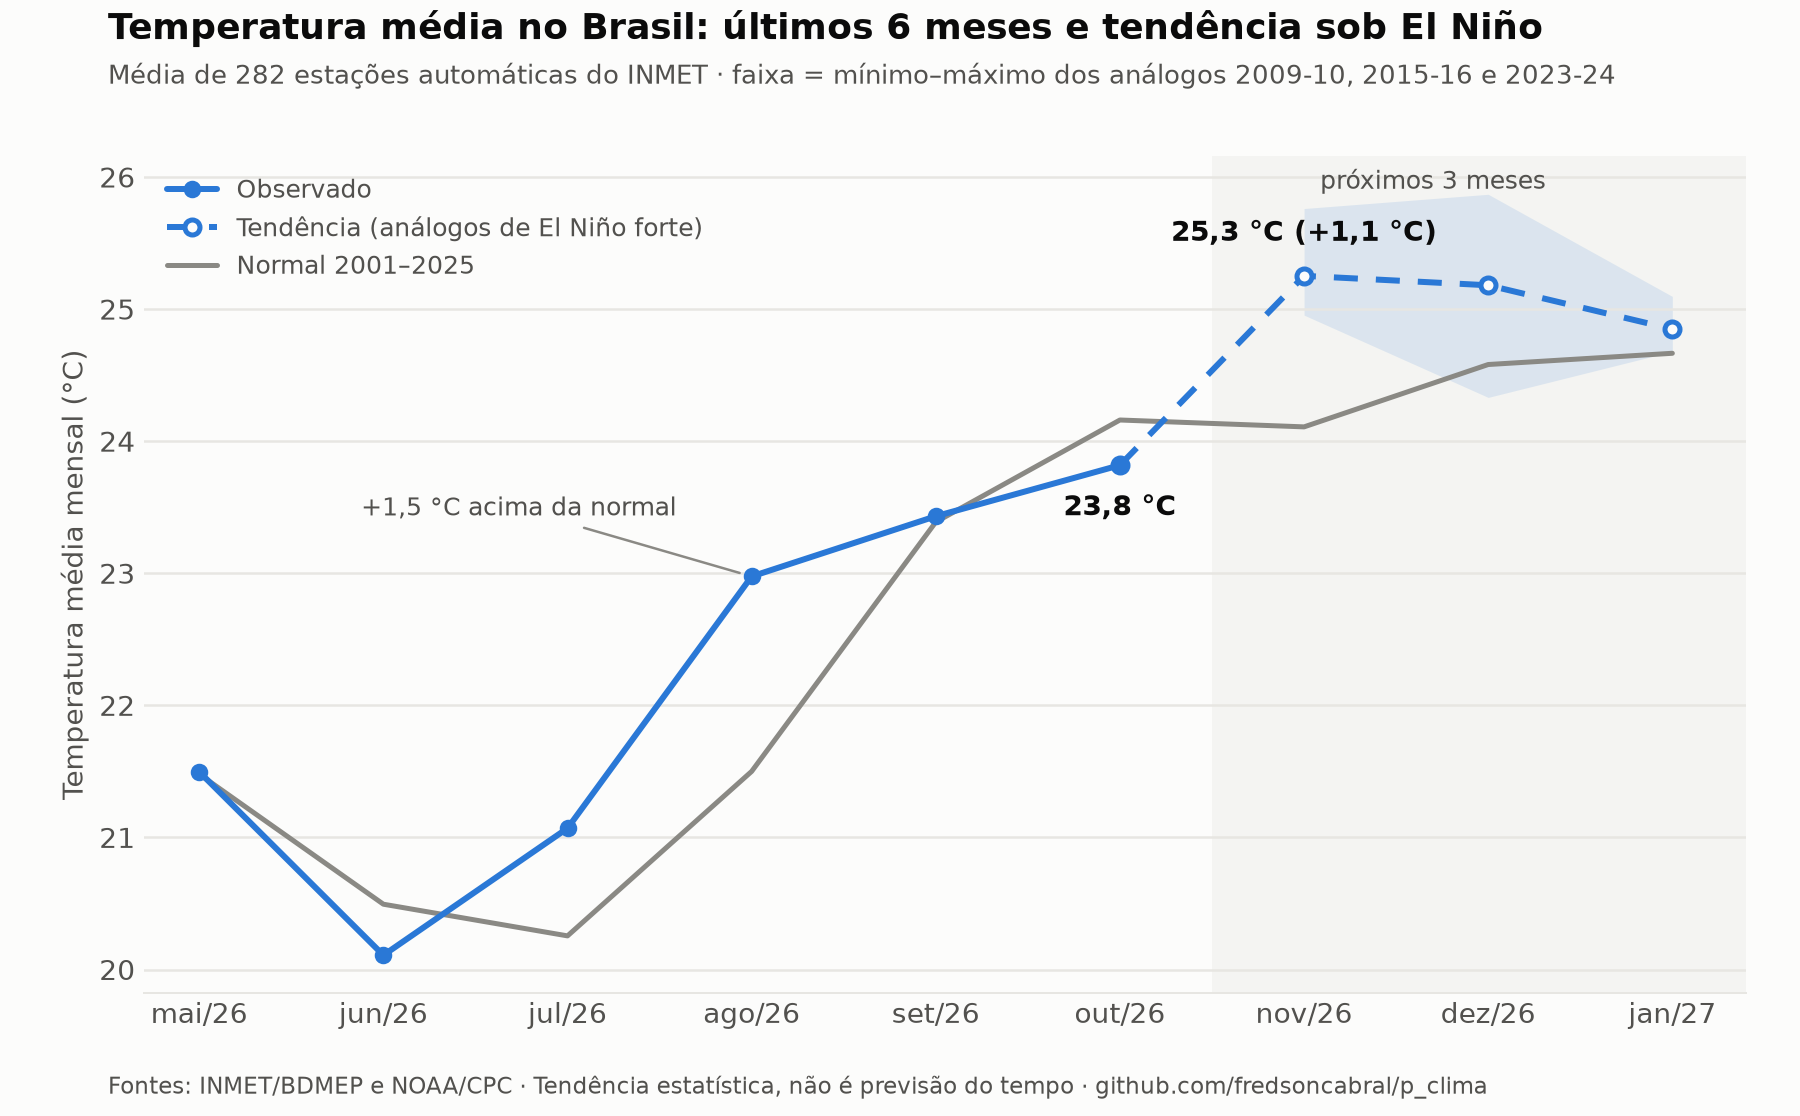 Temperatura média no Brasil: últimos 6 meses e tendência sob El Niño
Média de 282 estações automáticas do INMET · faixa = mínimo–máximo dos análogos 2009-10, 2015-16 e 2023-24
Observado
Tendência (análogos de El Niño forte)
Normal 2001–2025
próximos 3 meses
25,3 °C (+1,1 °C)
+1,5 °C acima da normal
23,8 °C
Temperatura média mensal (°C)
26
25
24
23
22
21
20
mai/26 jun/26 jul/26 ago/26 set/26 out/26 nov/26 dez/26 jan/27
Fontes: INMET/BDMEP e NOAA/CPC · Tendência estatística, não é previsão do tempo · github.com/fredsoncabral/p_clima